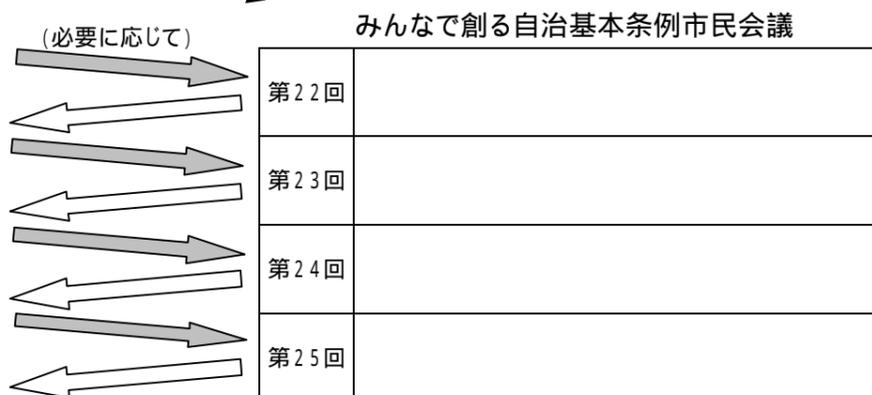 みんなで創る自治基本条例市民会議
（必要に応じて）
第２２回
第２３回
第２４回
第２５回